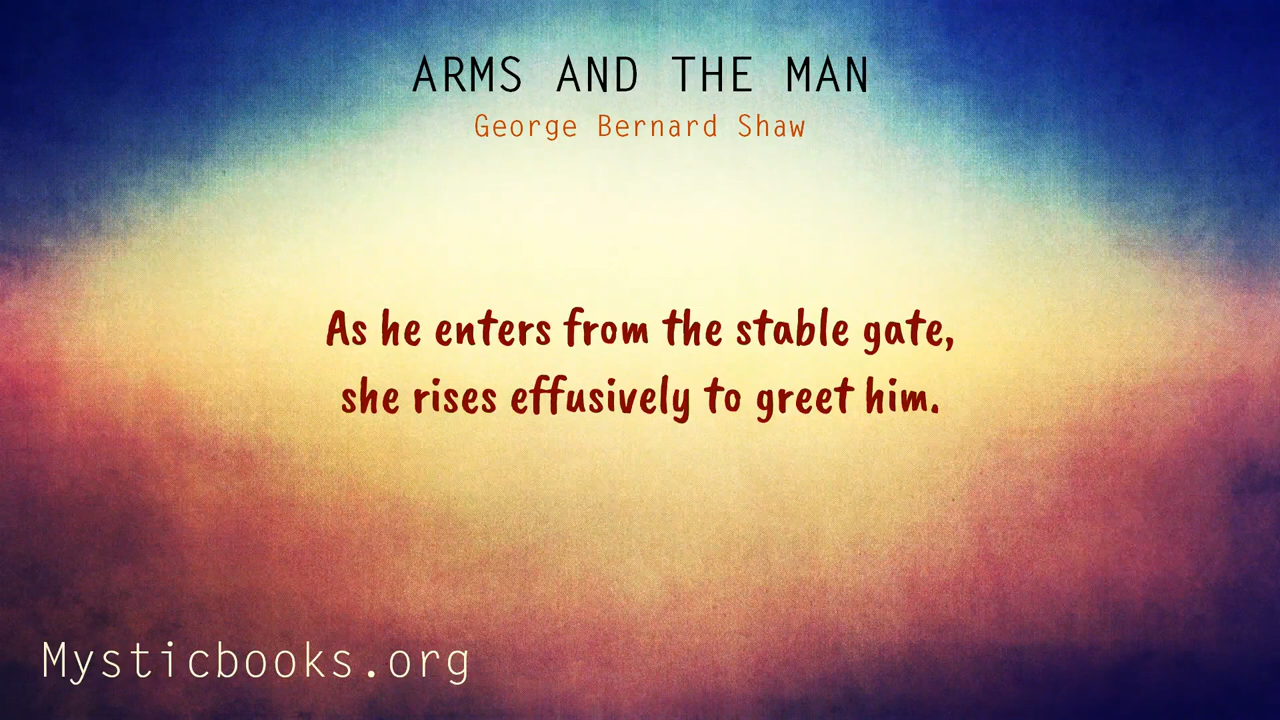 ARMS AND THE MAN
George Bernard Shaw
As he enters from the stable gate,
she rises effusively to greet him.
Mysticbooks.org